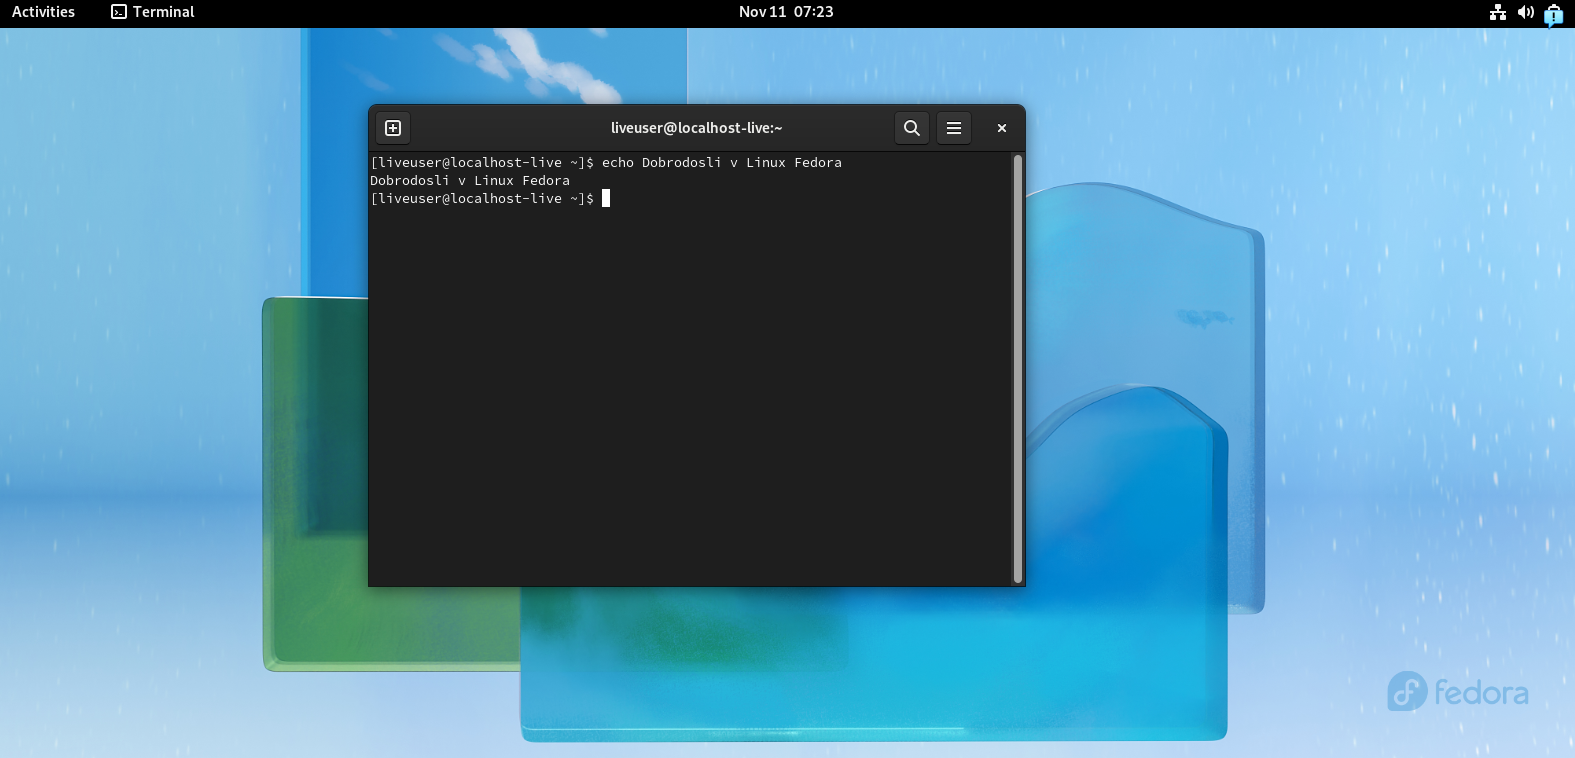 Activities Terminal Nov 11 07:23
liveuser@localhost-live:~
[liveuser@localhost-live ~]$ echo Dobrodosli v Linux Fedora
Dobrodosli v Linux Fedora
[liveuser@localhost-live ~]$
fedora